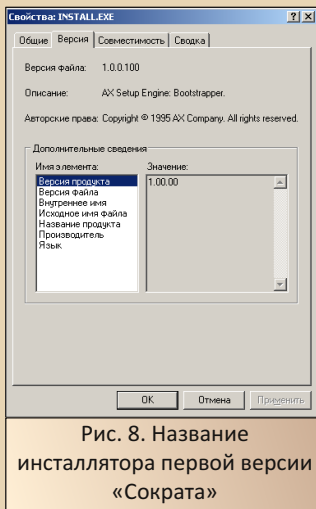 Свойства: INSTALL.EXE
Общие Версия Совместимость Сводка
Версия файла: 1.0.0.100
Описание: AX Setup Engine: Bootstrapper.
Авторские права: Copyright © 1995 AX Company. All rights reserved.
Дополнительные сведения
Имя элемента: Значение:
Версия продукта 1.00.00
Версия файла
Внутреннее имя
Исходное имя файла
Название продукта
Производитель
Язык
OK Отмена Применить
Рис. 8. Название
инсталлятора первой версии
«Сократа»